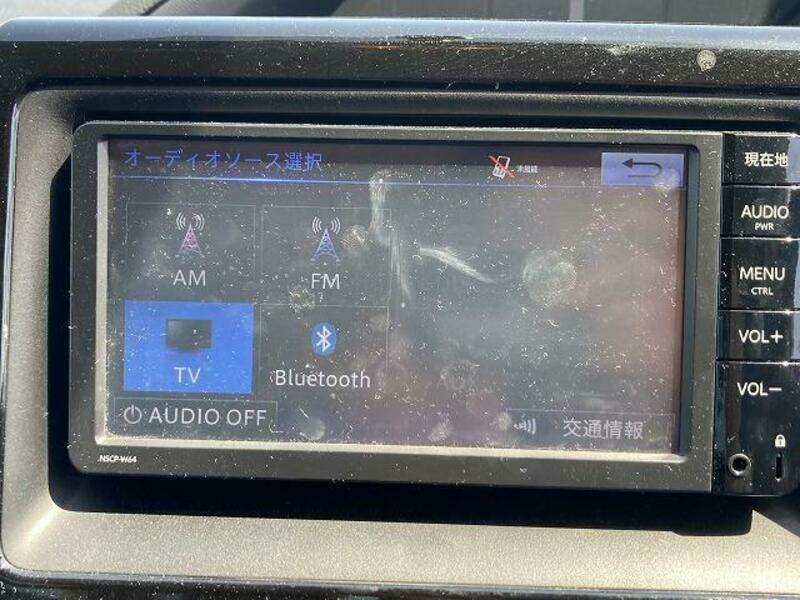 オーディオソース選択
未接続
AM
FM
TV
Bluetooth
AUDIO OFF
交通情報
NSCP-W64
現在地
AUDIO
PWR
MENU
CTRL
VOL+
VOL−